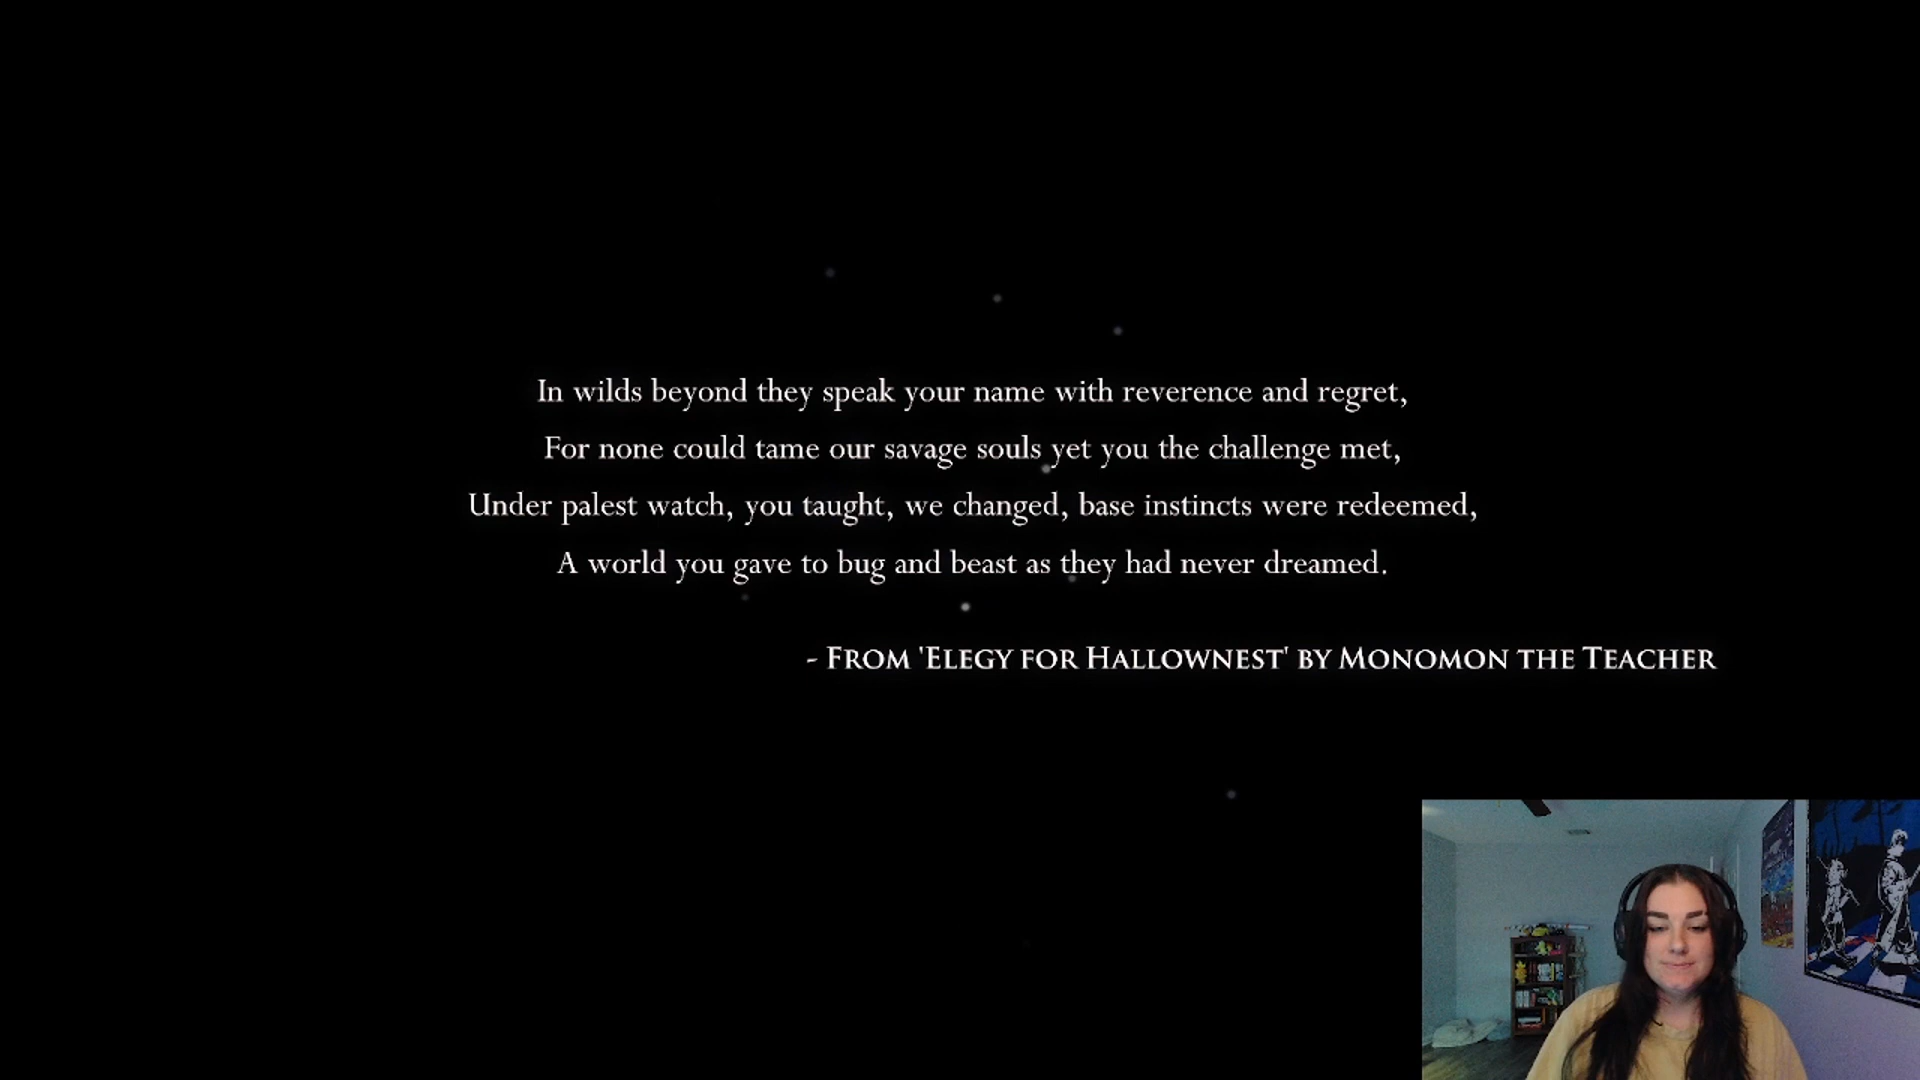 In wilds beyond they speak your name with reverence and regret,
For none could tame our savage souls yet you the challenge met,
Under palest watch, you taught, we changed, base instincts were redeemed,
A world you gave to bug and beast as they had never dreamed.
- From 'Elegy for Hallownest' by Monomon the Teacher